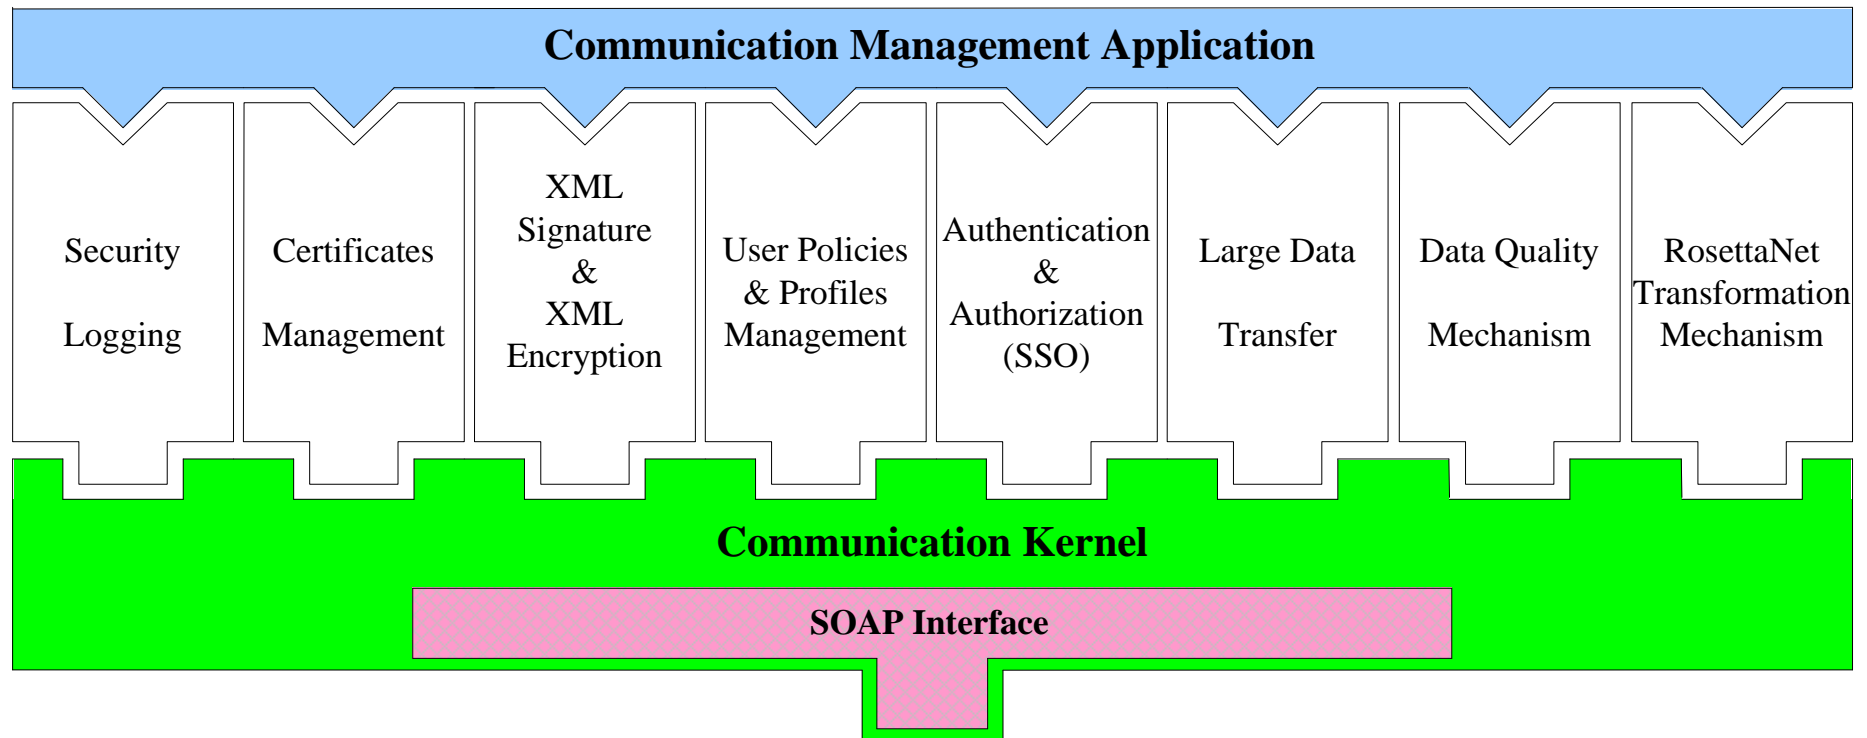 Communication Management Application
Security
Logging
Certificates
Management
XML
Signature
&
XML
Encryption
User Policies
& Profiles
Management
Authentication
&
Authorization
(SSO)
Large Data
Transfer
Data Quality
Mechanism
RosettaNet
Transformation
Mechanism
Communication Kernel
SOAP Interface